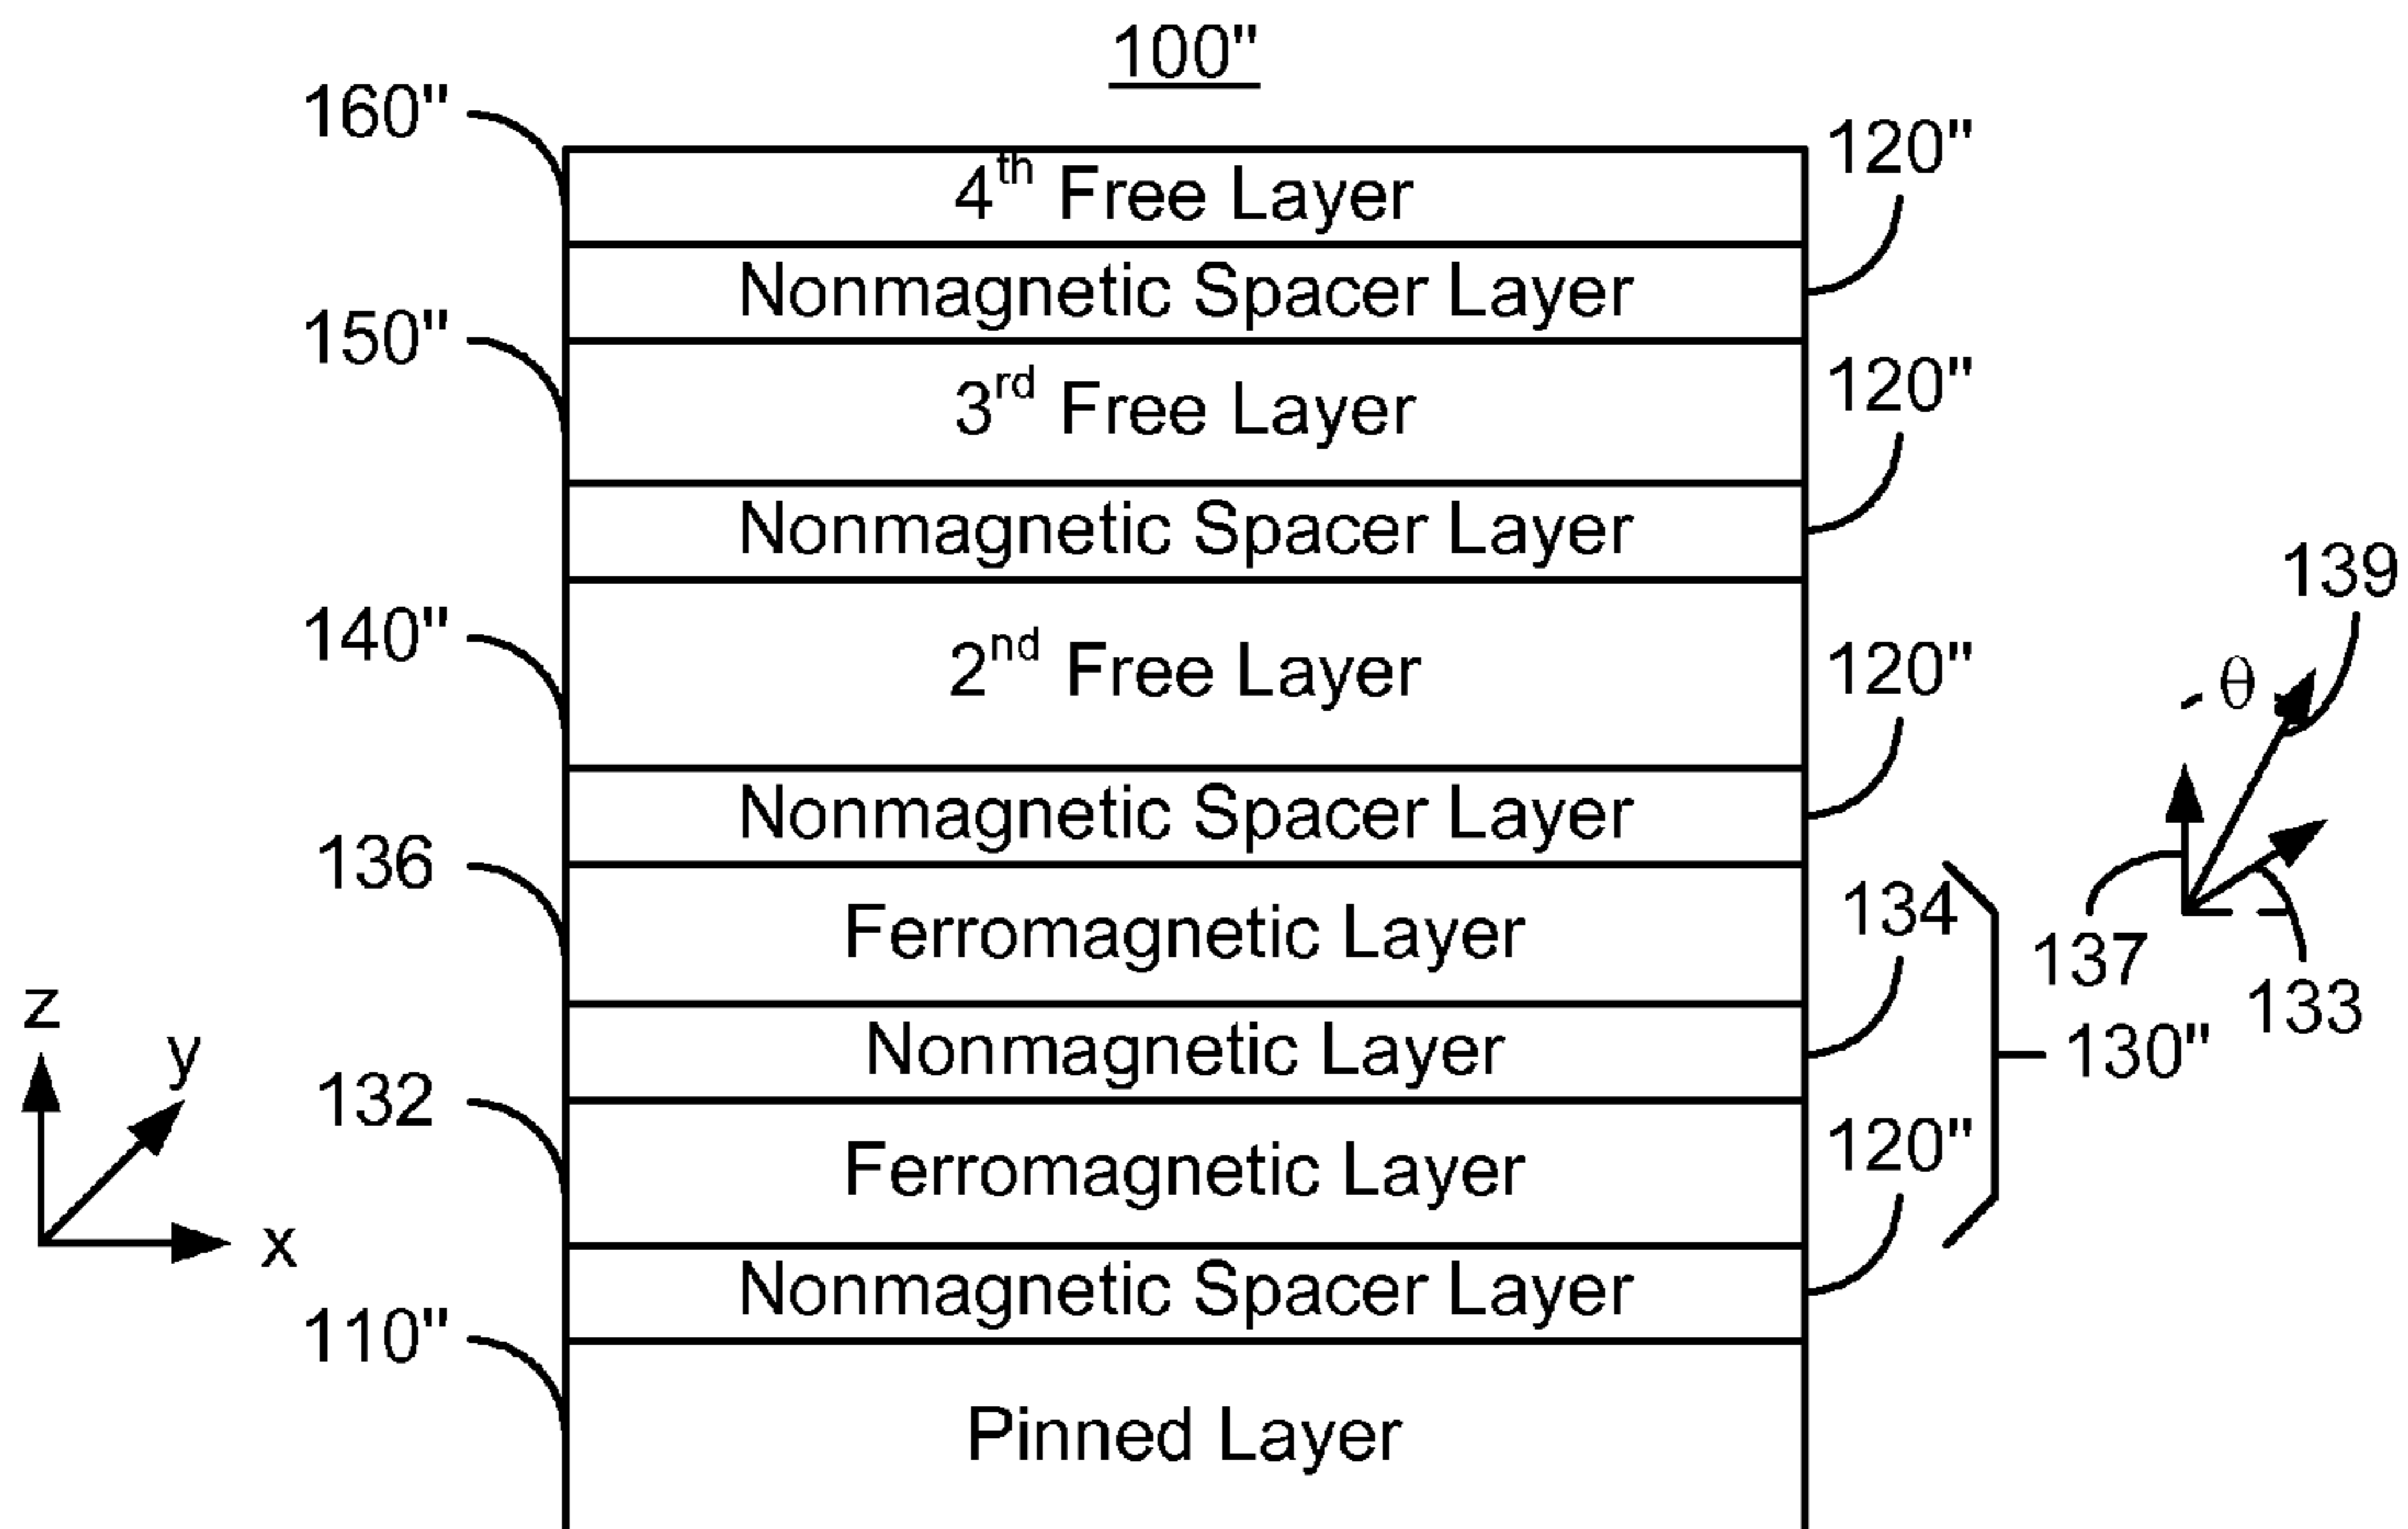 100"
160"
4th Free Layer
120"
Nonmagnetic Spacer Layer
150"
3rd Free Layer
120"
Nonmagnetic Spacer Layer
140"
2nd Free Layer
120"
Nonmagnetic Spacer Layer
139
θ
136
Ferromagnetic Layer
134
137
133
130"
Nonmagnetic Layer
132
Ferromagnetic Layer
120"
z
y
x
Nonmagnetic Spacer Layer
110"
Pinned Layer